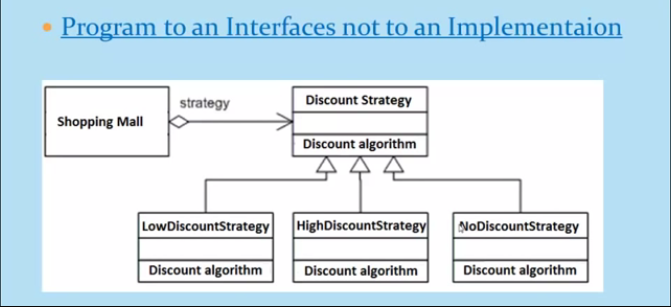 Program to an Interfaces not to an Implementaion
strategy
Shopping Mall
Discount Strategy
Discount algorithm
LowDiscountStrategy
HighDiscountStrategy
NoDiscountStrategy
Discount algorithm
Discount algorithm
Discount algorithm